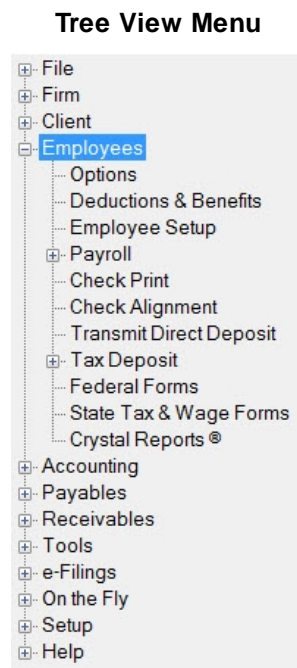 Tree View Menu
File
Firm
Client
Employees
Options
Deductions & Benefits
Employee Setup
Payroll
Check Print
Check Alignment
Transmit Direct Deposit
Tax Deposit
Federal Forms
State Tax & Wage Forms
Crystal Reports ®
Accounting
Payables
Receivables
Tools
e-Filings
On the Fly
Setup
Help